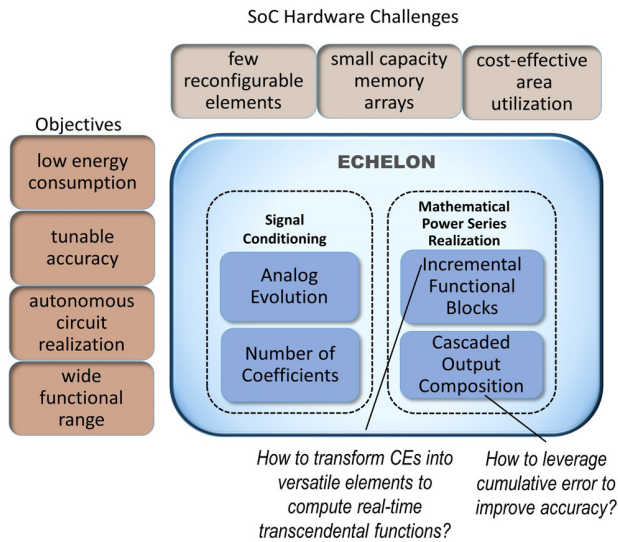 SoC Hardware Challenges
few
reconfigurable
elements
small capacity
memory
arrays
cost-effective
area
utilization
Objectives
low energy
consumption
tunable
accuracy
autonomous
circuit
realization
wide
functional
range
ECHELON
Signal
Conditioning
Analog
Evolution
Number of
Coefficients
Mathematical
Power Series
Realization
Incremental
Functional
Blocks
Cascaded
Output
Composition
How to transform CEs into
versatile elements to
compute real-time
transcendental functions?
How to leverage
cumulative error to
improve accuracy?